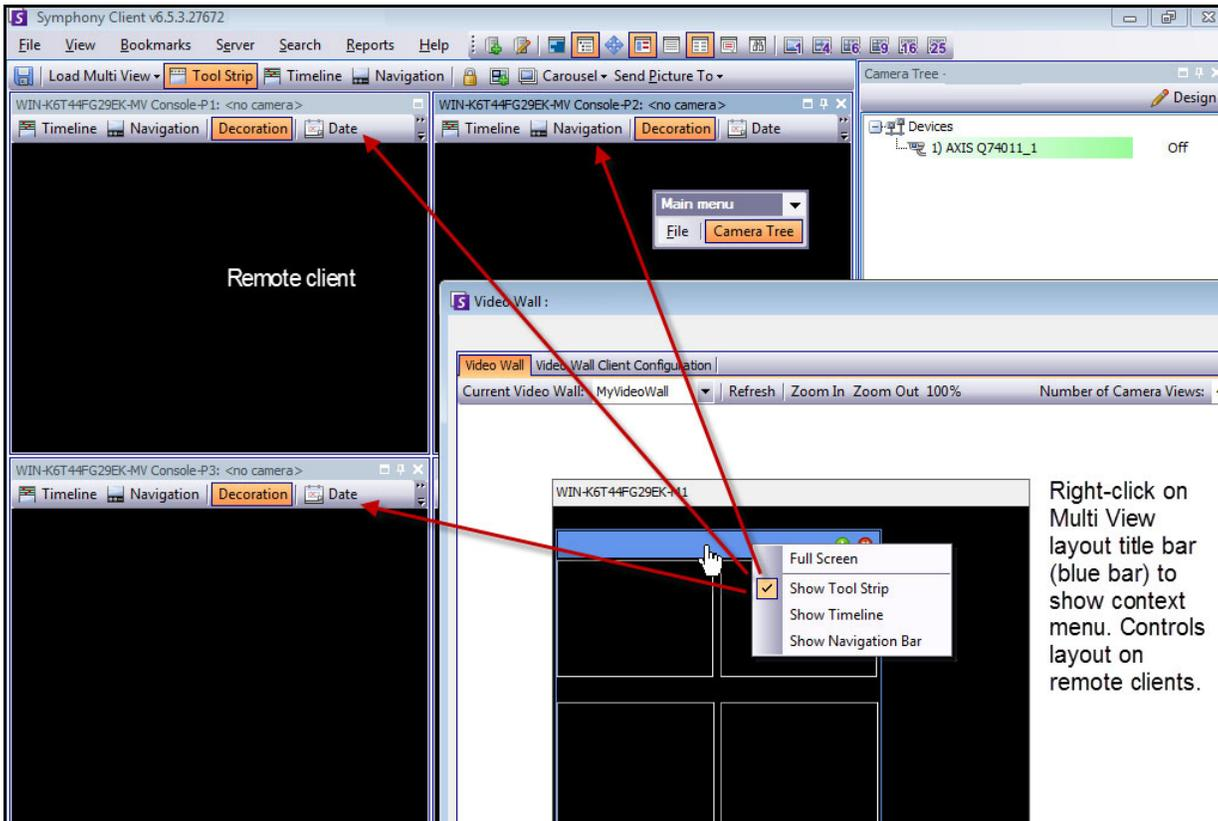 Symphony Client v6.5.3.27672
File View Bookmarks Server Search Reports Help 1 4 6 9 16 25
Load Multi View Tool Strip Timeline Navigation Carousel Send Picture To
Camera Tree -
Design
WIN-K6T44FG29EK-MV Console-P1: <no camera>
Timeline Navigation Decoration Date
WIN-K6T44FG29EK-MV Console-P2: <no camera>
Timeline Navigation Decoration Date
Devices
1) AXIS Q74011_1 Off
Main menu
File Camera Tree
Remote client
Video Wall :
Video Wall Video Wall Client Configuration
Current Video Wall: MyVideoWall Refresh Zoom In Zoom Out 100% Number of Camera Views:
WIN-K6T44FG29EK-MV Console-P3: <no camera>
Timeline Navigation Decoration Date
WIN-K6T44FG29EK-M1
Full Screen
Show Tool Strip
Show Timeline
Show Navigation Bar
Right-click on
Multi View
layout title bar
(blue bar) to
show context
menu. Controls
layout on
remote clients.